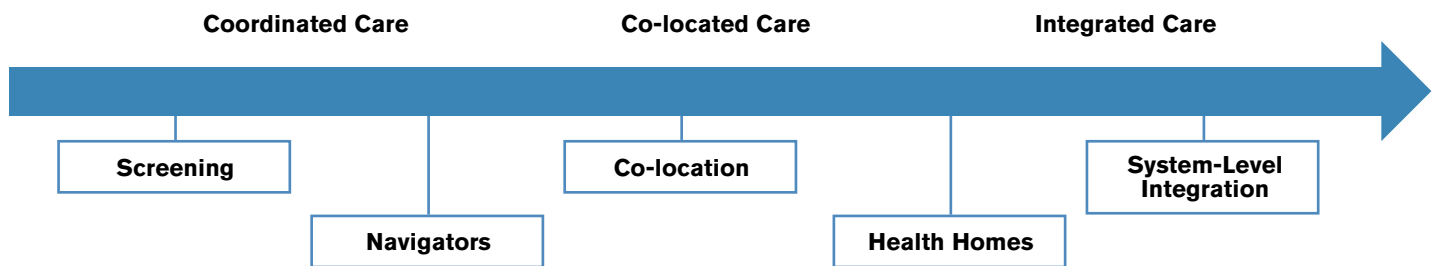 Coordinated Care
Co-located Care
Integrated Care
Screening
Navigators
Co-location
Health Homes
System-Level
Integration